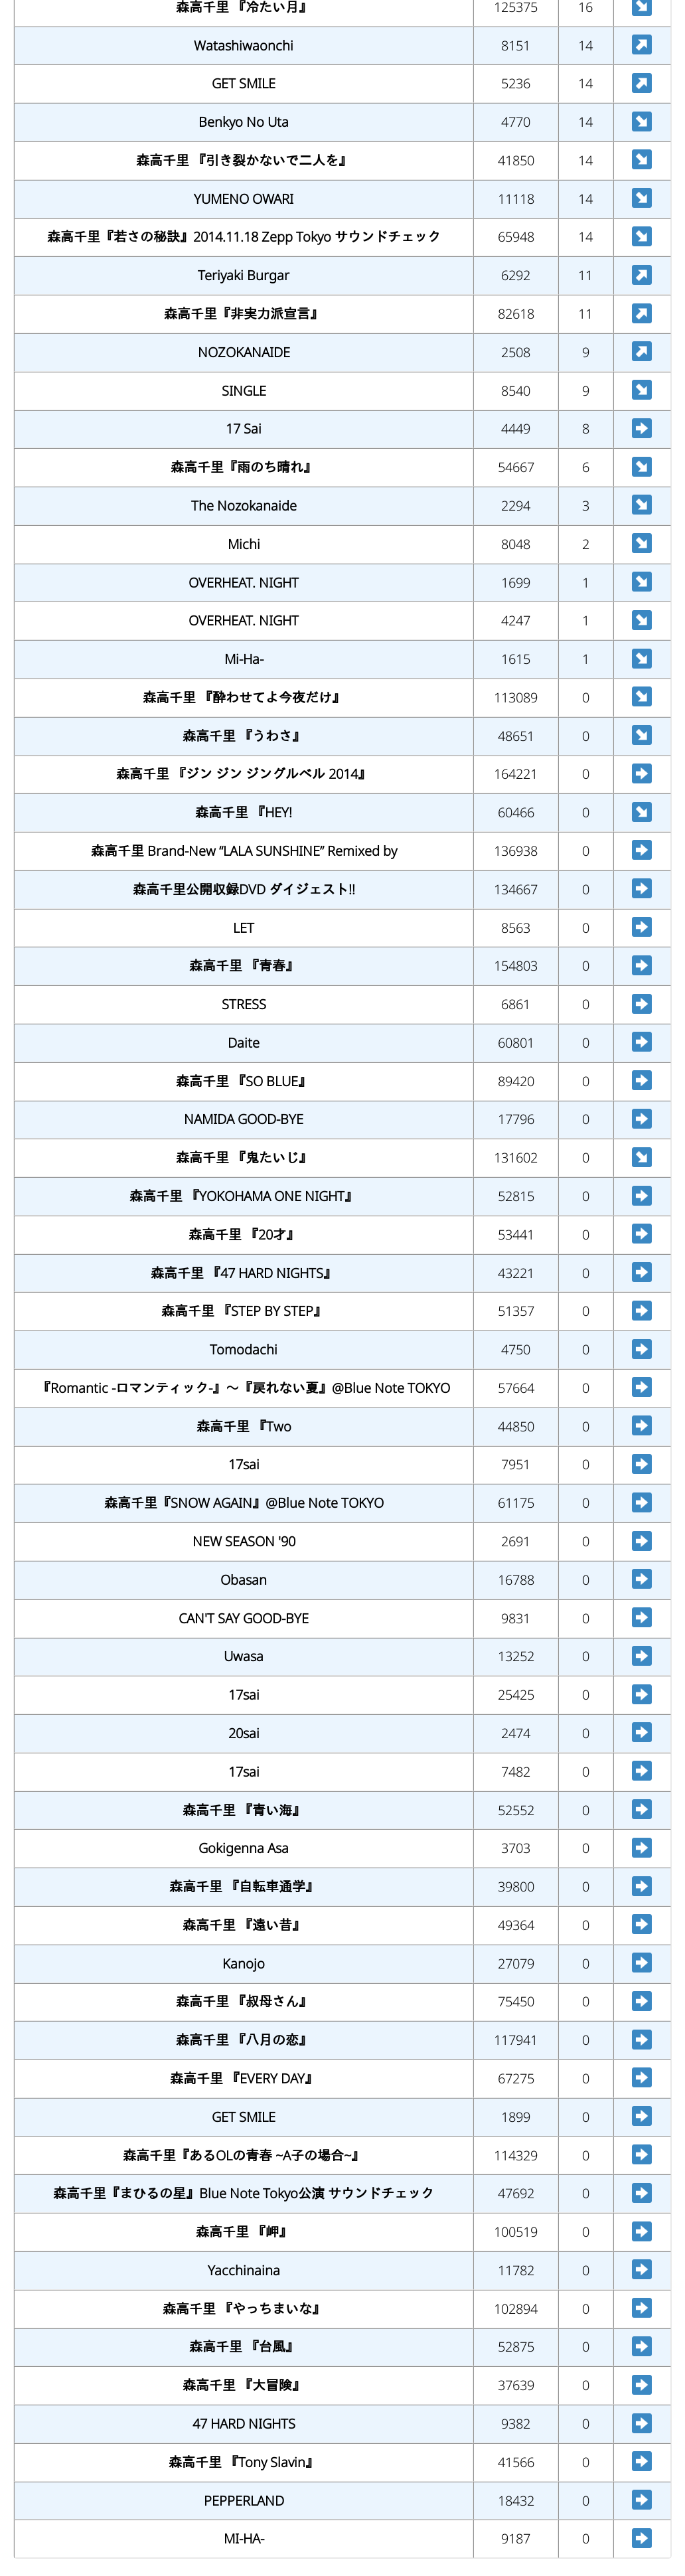 森高千里 『冷たい月』 125375 16
Watashiwaonchi 8151 14
GET SMILE 5236 14
Benkyo No Uta 4770 14
森高千里 『引き裂かないで二人を』 41850 14
YUMENO OWARI 11118 14
森高千里『若さの秘訣』2014.11.18 Zepp Tokyo サウンドチェック 65948 14
Teriyaki Burgar 6292 11
森高千里『非実力派宣言』 82618 11
NOZOKANAIDE 2508 9
SINGLE 8540 9
17 Sai 4449 8
森高千里『雨のち晴れ』 54667 6
The Nozokanaide 2294 3
Michi 8048 2
OVERHEAT. NIGHT 1699 1
OVERHEAT. NIGHT 4247 1
Mi-Ha- 1615 1
森高千里 『酔わせてよ今夜だけ』 113089 0
森高千里 『うわさ』 48651 0
森高千里 『ジン ジン ジングルベル 2014』 164221 0
森高千里 『HEY! 60466 0
森高千里 Brand-New “LALA SUNSHINE” Remixed by 136938 0
森高千里公開収録DVD ダイジェスト!! 134667 0
LET 8563 0
森高千里 『青春』 154803 0
STRESS 6861 0
Daite 60801 0
森高千里 『SO BLUE』 89420 0
NAMIDA GOOD-BYE 17796 0
森高千里 『鬼たいじ』 131602 0
森高千里 『YOKOHAMA ONE NIGHT』 52815 0
森高千里 『20才』 53441 0
森高千里 『47 HARD NIGHTS』 43221 0
森高千里 『STEP BY STEP』 51357 0
Tomodachi 4750 0
『Romantic -ロマンティック-』～『戻れない夏』@Blue Note TOKYO 57664 0
森高千里 『Two 44850 0
17sai 7951 0
森高千里『SNOW AGAIN』@Blue Note TOKYO 61175 0
NEW SEASON '90 2691 0
Obasan 16788 0
CAN'T SAY GOOD-BYE 9831 0
Uwasa 13252 0
17sai 25425 0
20sai 2474 0
17sai 7482 0
森高千里 『青い海』 52552 0
Gokigenna Asa 3703 0
森高千里 『自転車通学』 39800 0
森高千里 『遠い昔』 49364 0
Kanojo 27079 0
森高千里 『叔母さん』 75450 0
森高千里 『八月の恋』 117941 0
森高千里 『EVERY DAY』 67275 0
GET SMILE 1899 0
森高千里『あるOLの青春 ~A子の場合~』 114329 0
森高千里『まひるの星』Blue Note Tokyo公演 サウンドチェック 47692 0
森高千里 『岬』 100519 0
Yacchinaina 11782 0
森高千里 『やっちまいな』 102894 0
森高千里 『台風』 52875 0
森高千里 『大冒険』 37639 0
47 HARD NIGHTS 9382 0
森高千里 『Tony Slavin』 41566 0
PEPPERLAND 18432 0
MI-HA- 9187 0